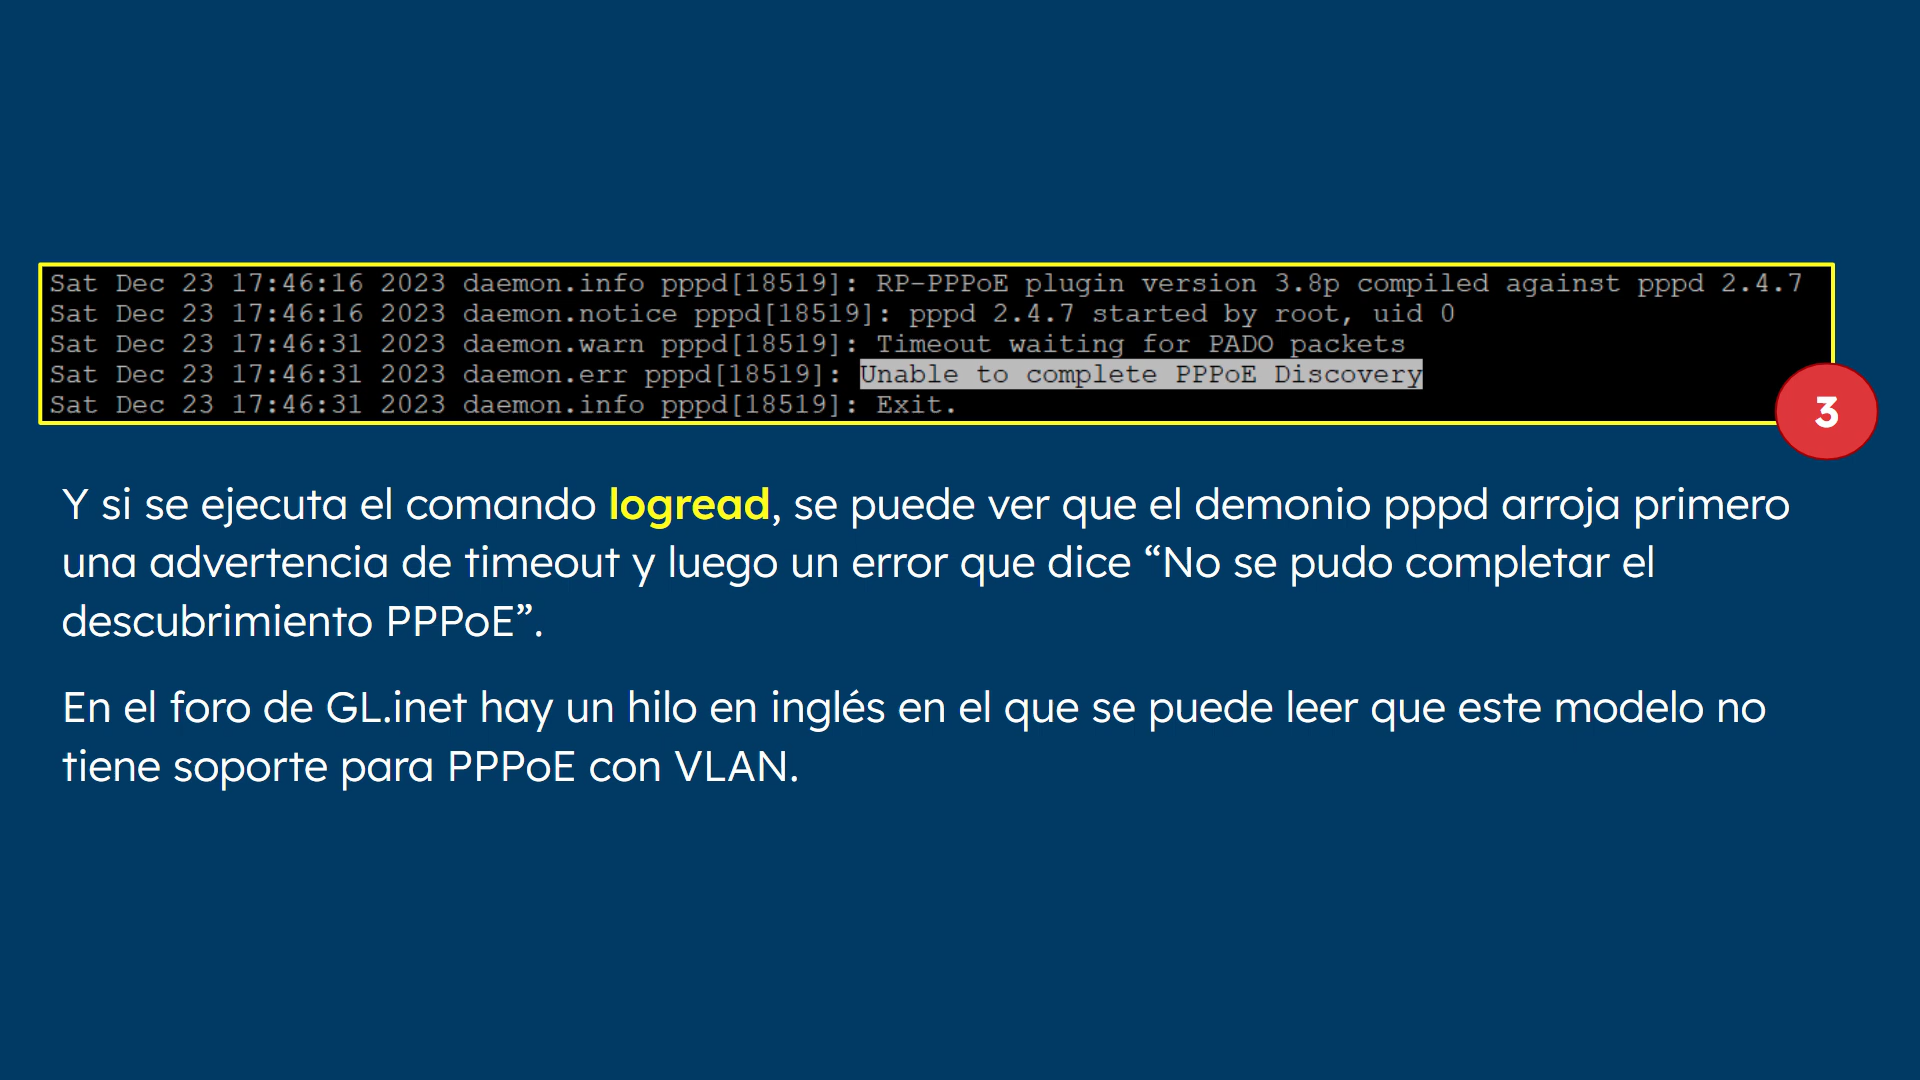 Sat Dec 23 17:46:16 2023 daemon.info pppd[18519]: RP-PPPoE plugin version 3.8p compiled against pppd 2.4.7
Sat Dec 23 17:46:16 2023 daemon.notice pppd[18519]: pppd 2.4.7 started by root, uid 0
Sat Dec 23 17:46:31 2023 daemon.warn pppd[18519]: Timeout waiting for PADO packets
Sat Dec 23 17:46:31 2023 daemon.err pppd[18519]: Unable to complete PPPoE Discovery
Sat Dec 23 17:46:31 2023 daemon.info pppd[18519]: Exit.
3
Y si se ejecuta el comando logread, se puede ver que el demonio pppd arroja primero
una advertencia de timeout y luego un error que dice “No se pudo completar el
descubrimiento PPPoE”.
En el foro de GL.inet hay un hilo en inglés en el que se puede leer que este modelo no
tiene soporte para PPPoE con VLAN.